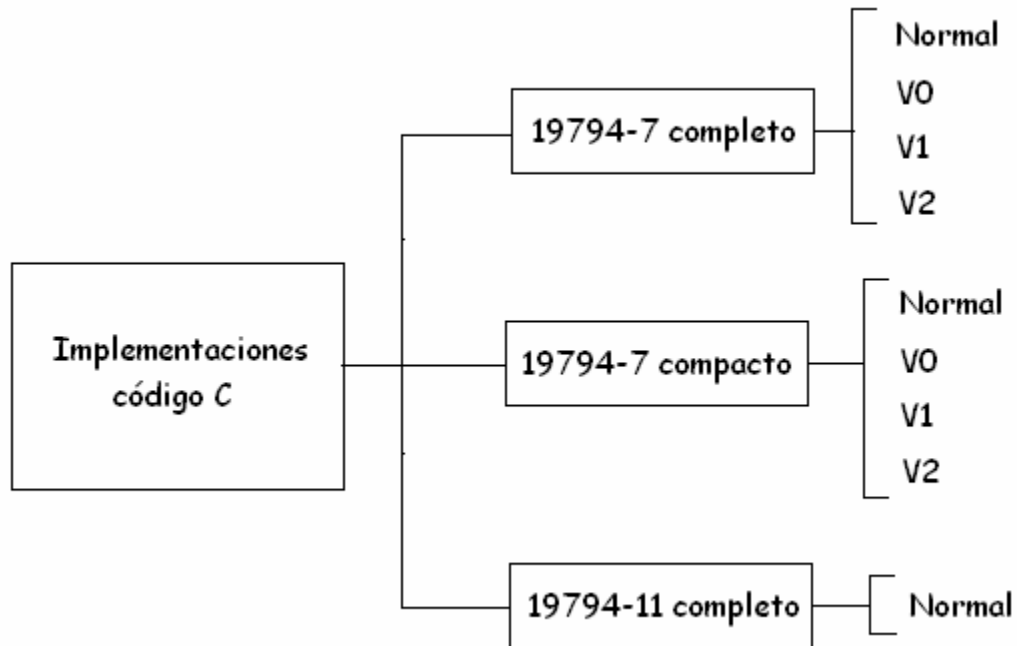 Implementaciones
código C
19794-7 completo
Normal
V0
V1
V2
19794-7 compacto
Normal
V0
V1
V2
19794-11 completo
Normal